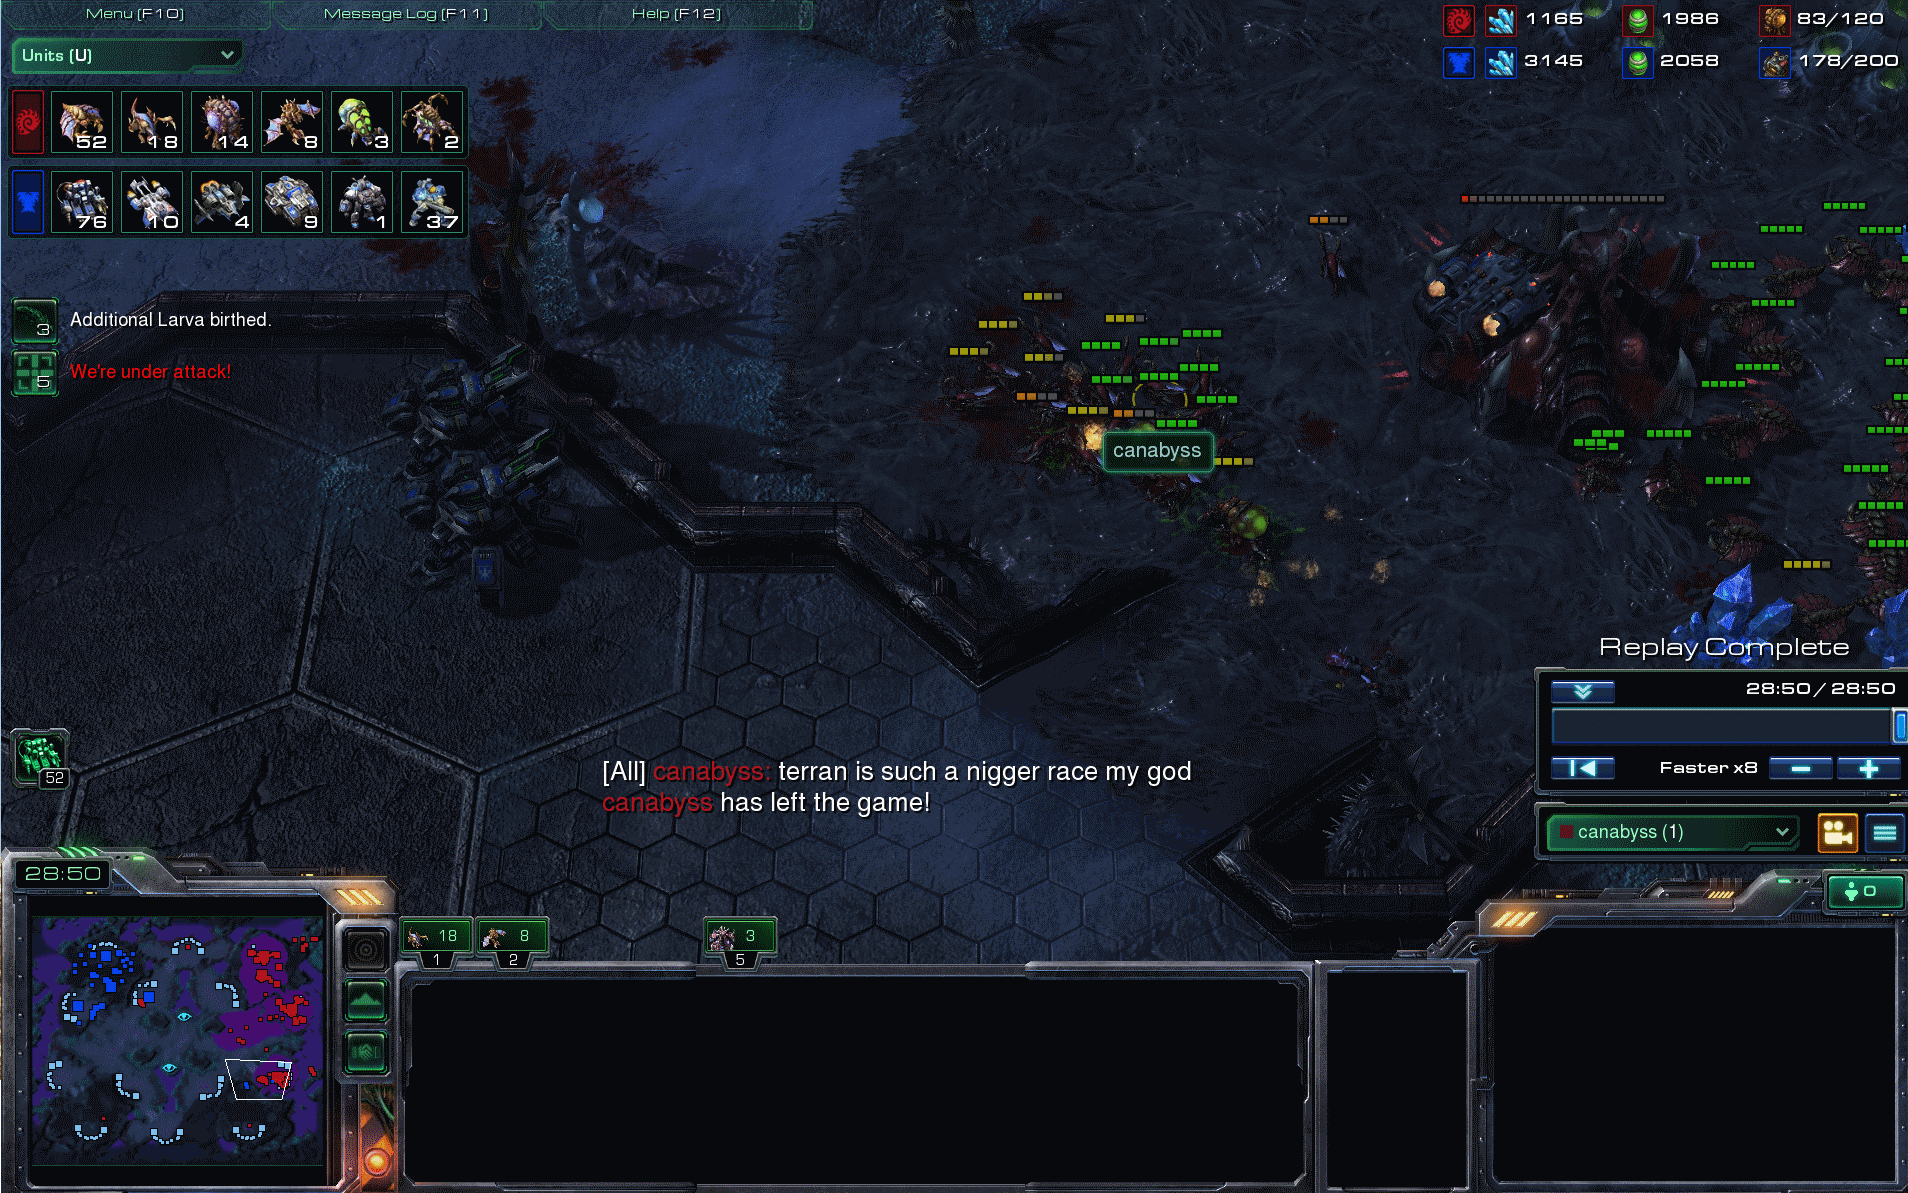 Menu (F10)
Message Log (F11)
Help (F12)
1165
1986
83/120
Units (U)
3145
2058
178/200
52
18
14
8
3
2
76
10
4
9
1
37
3
Additional Larva birthed.
5
We're under attack!
canabyss
Replay Complete
28:50/28:50
52
Faster x8
[All] canabyss: terran is such a nigger race my god
canabyss has left the game!
canabyss (1)
28:50
0
18
8
3
1
2
5